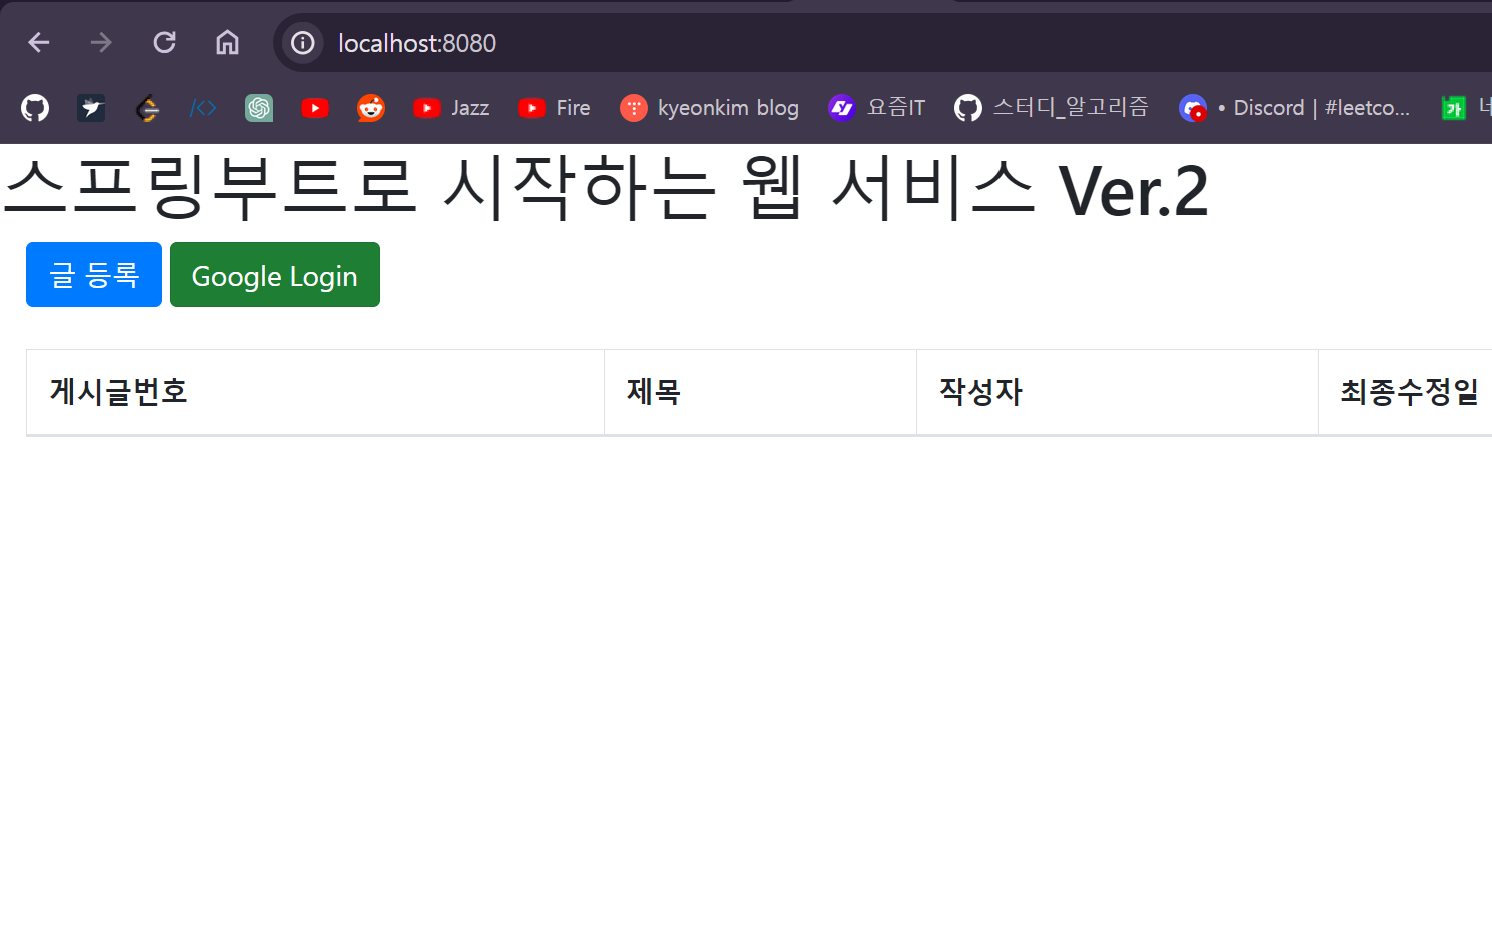 localhost:8080
Jazz Fire kyeonkim blog 요즘IT 스터디_알고리즘 • Discord | #leetco...
스프링부트로 시작하는 웹 서비스 Ver.2
글 등록 Google Login
게시글번호 제목 작성자 최종수정일